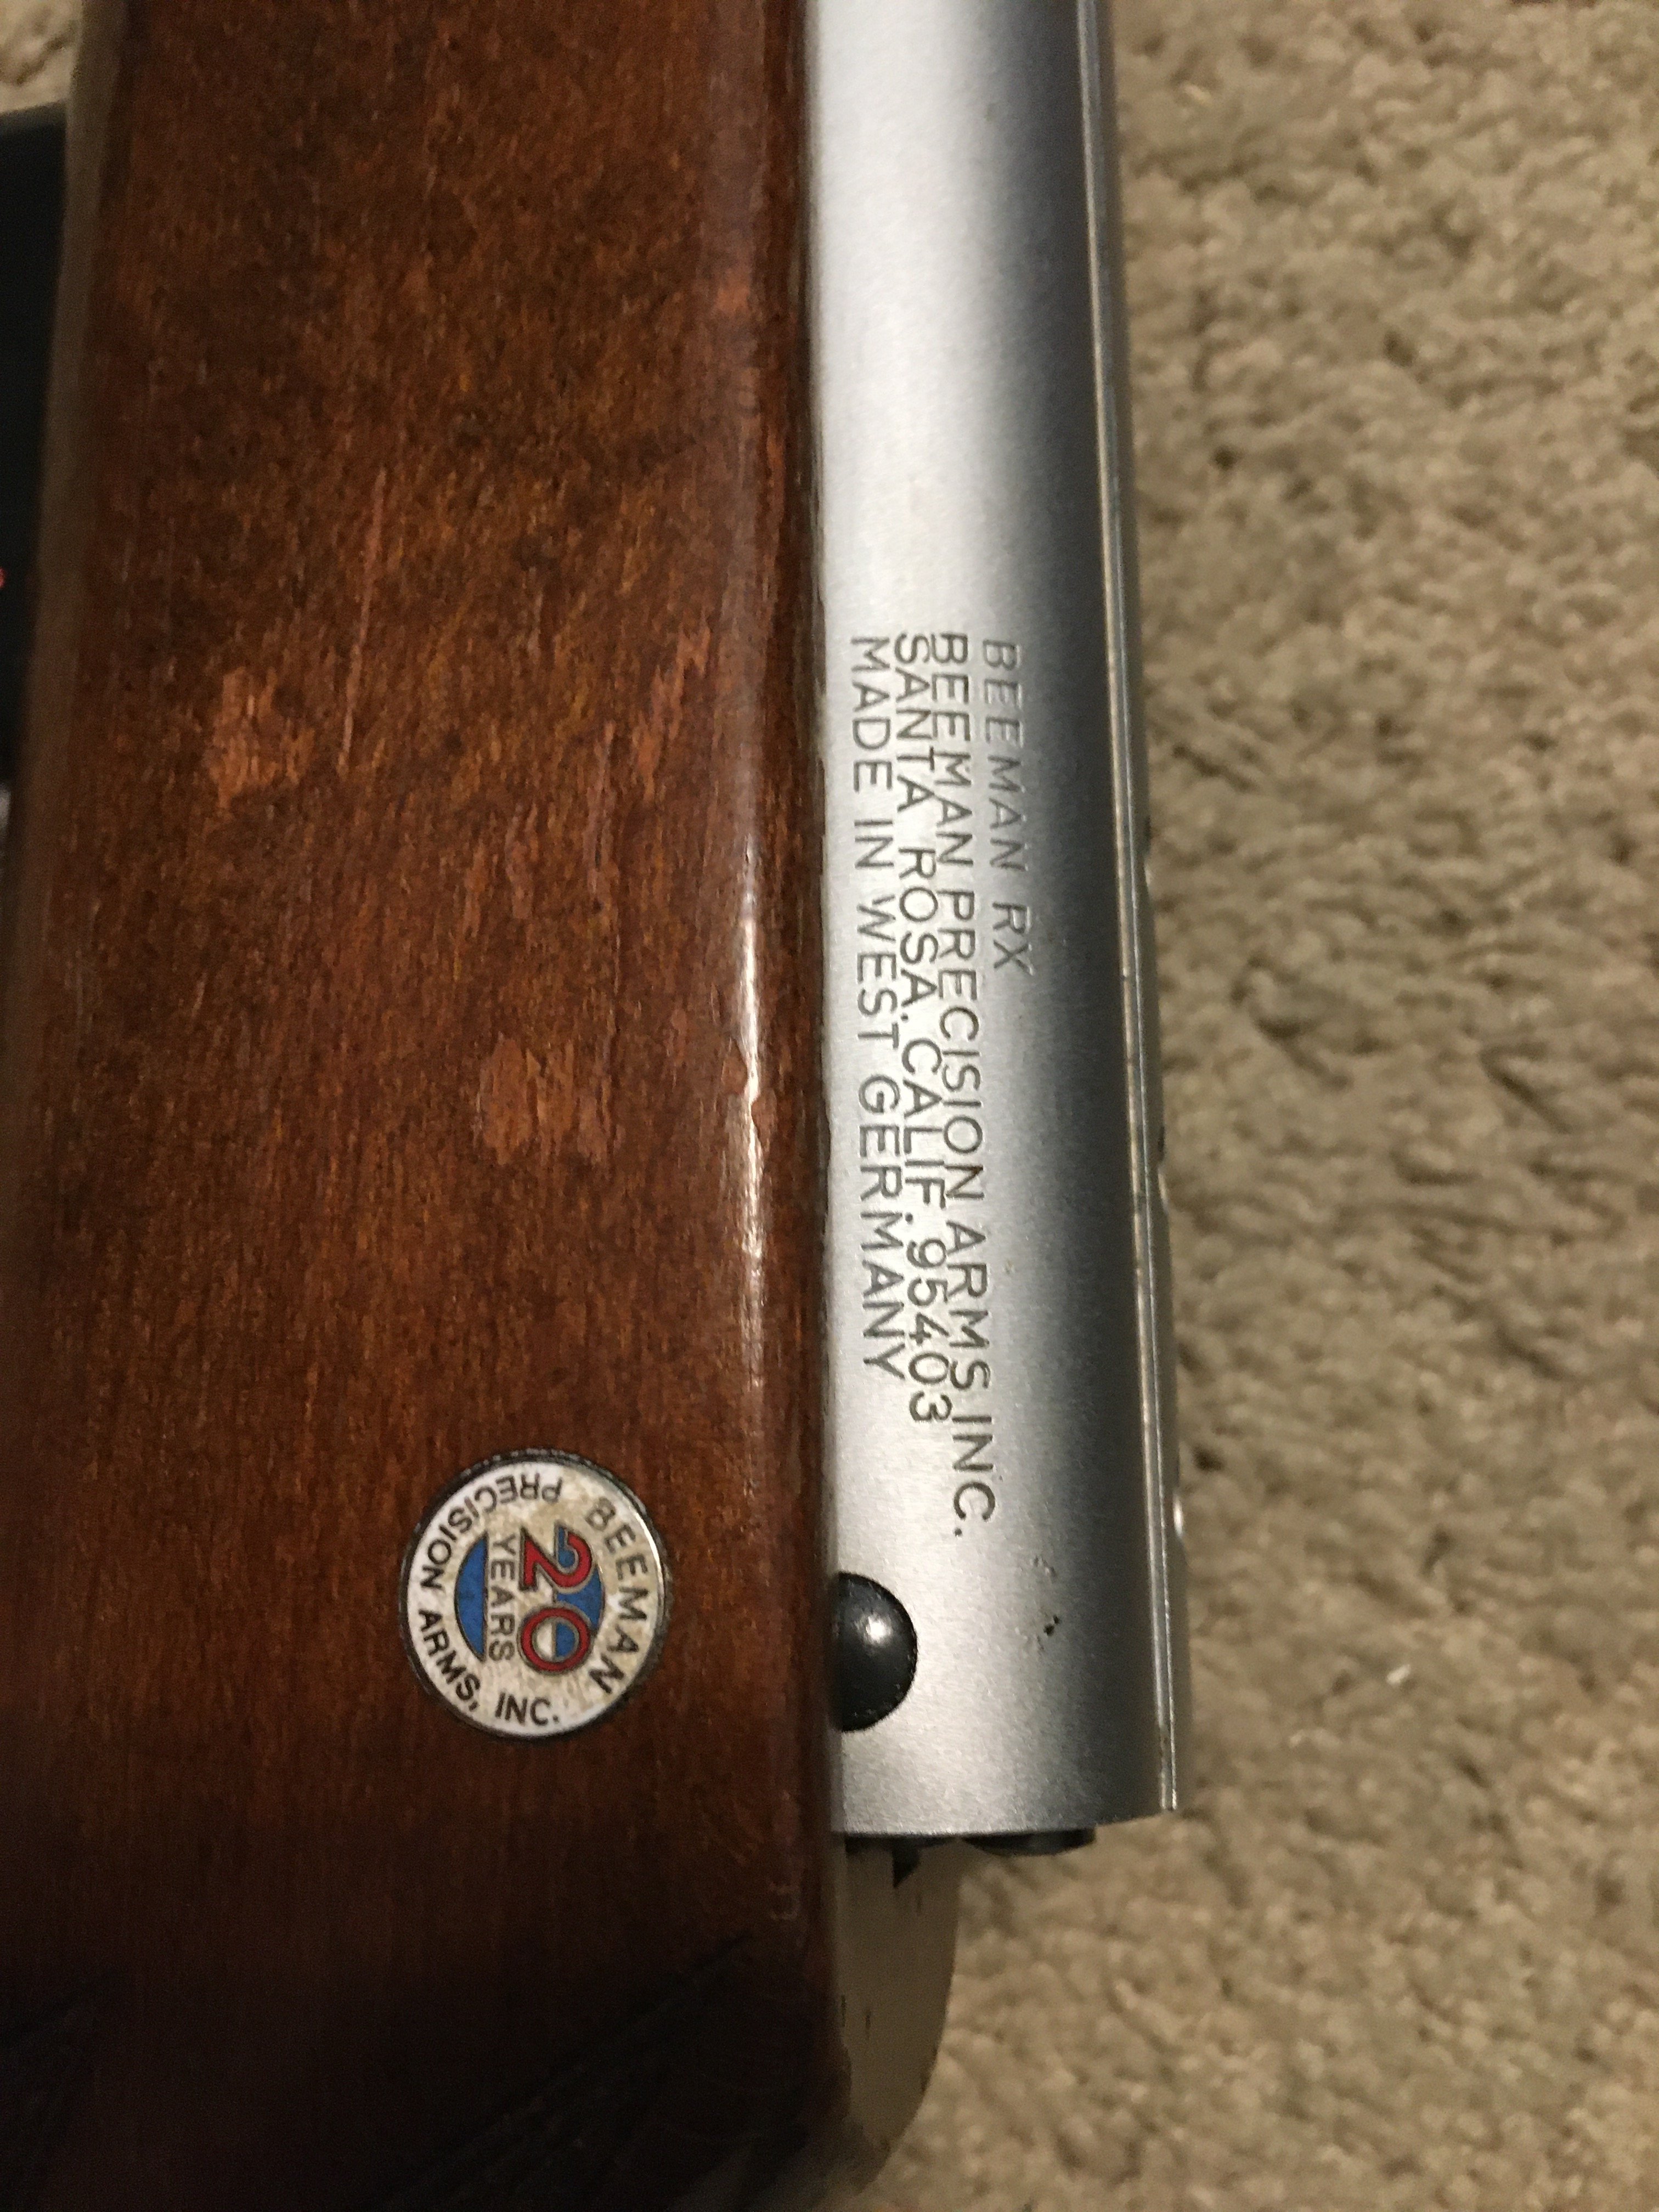 BEEMAN RX
BEEMAN PRECISION ARMS, INC.
SANTA ROSA, CALIF. 95403
MADE IN WEST GERMANY
BEEMAN
20
YEARS
PRECISION ARMS, INC.